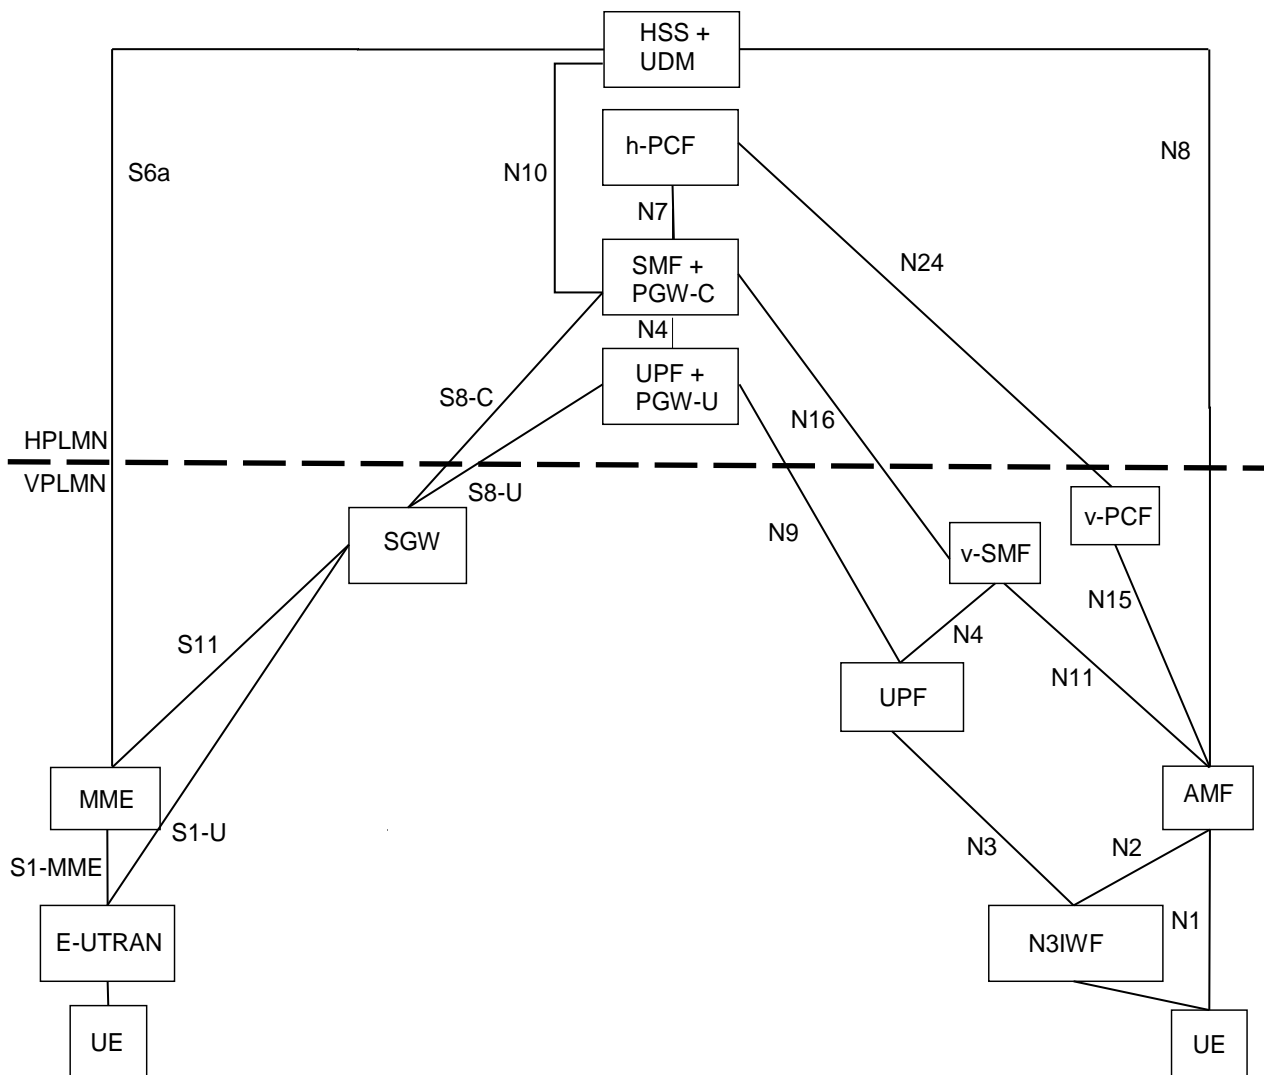 HSS +
UDM
h-PCF
S6a
N10
N8
N7
N24
SMF +
PGW-C
N4
UPF +
PGW-U
S8-C
N16
HPLMN
VPLMN
S8-U
v-PCF
SGW
N9
v-SMF
N15
N4
S11
N11
UPF
MME
AMF
S1-U
N3
N2
S1-MME
N1
E-UTRAN
N3IWF
UE
UE